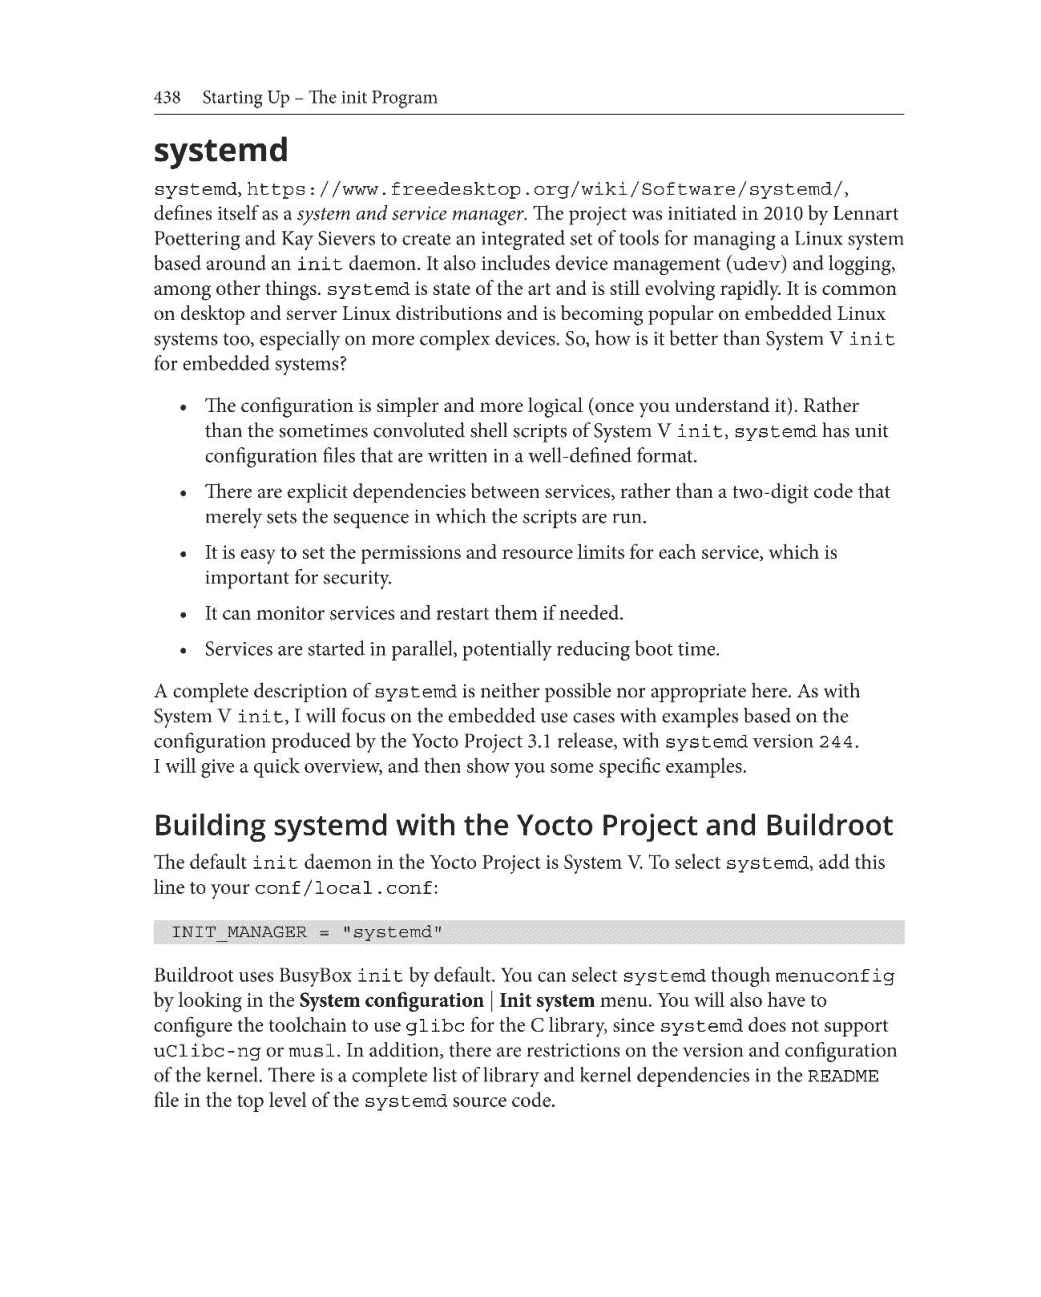 438 Starting Up – The init Program
systemd
systemd, https://www.freedesktop.org/wiki/Software/systemd/,
defines itself as a system and service manager. The project was initiated in 2010 by Lennart
Poettering and Kay Sievers to create an integrated set of tools for managing a Linux system
based around an init daemon. It also includes device management (udev) and logging,
among other things. systemd is state of the art and is still evolving rapidly. It is common
on desktop and server Linux distributions and is becoming popular on embedded Linux
systems too, especially on more complex devices. So, how is it better than System V init
for embedded systems?
• The configuration is simpler and more logical (once you understand it). Rather
than the sometimes convoluted shell scripts of System V init, systemd has unit
configuration files that are written in a well-defined format.
• There are explicit dependencies between services, rather than a two-digit code that
merely sets the sequence in which the scripts are run.
• It is easy to set the permissions and resource limits for each service, which is
important for security.
• It can monitor services and restart them if needed.
• Services are started in parallel, potentially reducing boot time.
A complete description of systemd is neither possible nor appropriate here. As with
System V init, I will focus on the embedded use cases with examples based on the
configuration produced by the Yocto Project 3.1 release, with systemd version 244.
I will give a quick overview, and then show you some specific examples.
Building systemd with the Yocto Project and Buildroot
The default init daemon in the Yocto Project is System V. To select systemd, add this
line to your conf/local.conf:
INIT_MANAGER = "systemd"
Buildroot uses BusyBox init by default. You can select systemd though menuconfig
by looking in the System configuration | Init system menu. You will also have to
configure the toolchain to use glibc for the C library, since systemd does not support
uClibc-ng or musl. In addition, there are restrictions on the version and configuration
of the kernel. There is a complete list of library and kernel dependencies in the README
file in the top level of the systemd source code.